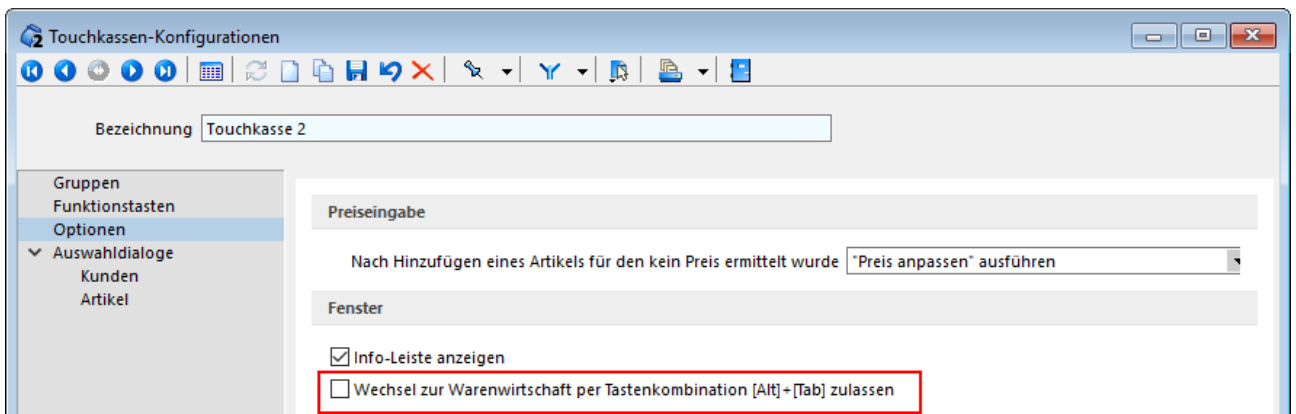 Touchkassen-Konfigurationen
Bezeichnung Touchkasse 2
Gruppen
Funktionstasten
Optionen
Auswahldialoge
Kunden
Artikel
Preiseingabe
Nach Hinzufügen eines Artikels für den kein Preis ermittelt wurde "Preis anpassen" ausführen
Fenster
Info-Leiste anzeigen
Wechsel zur Warenwirtschaft per Tastenkombination [Alt]+[Tab] zulassen